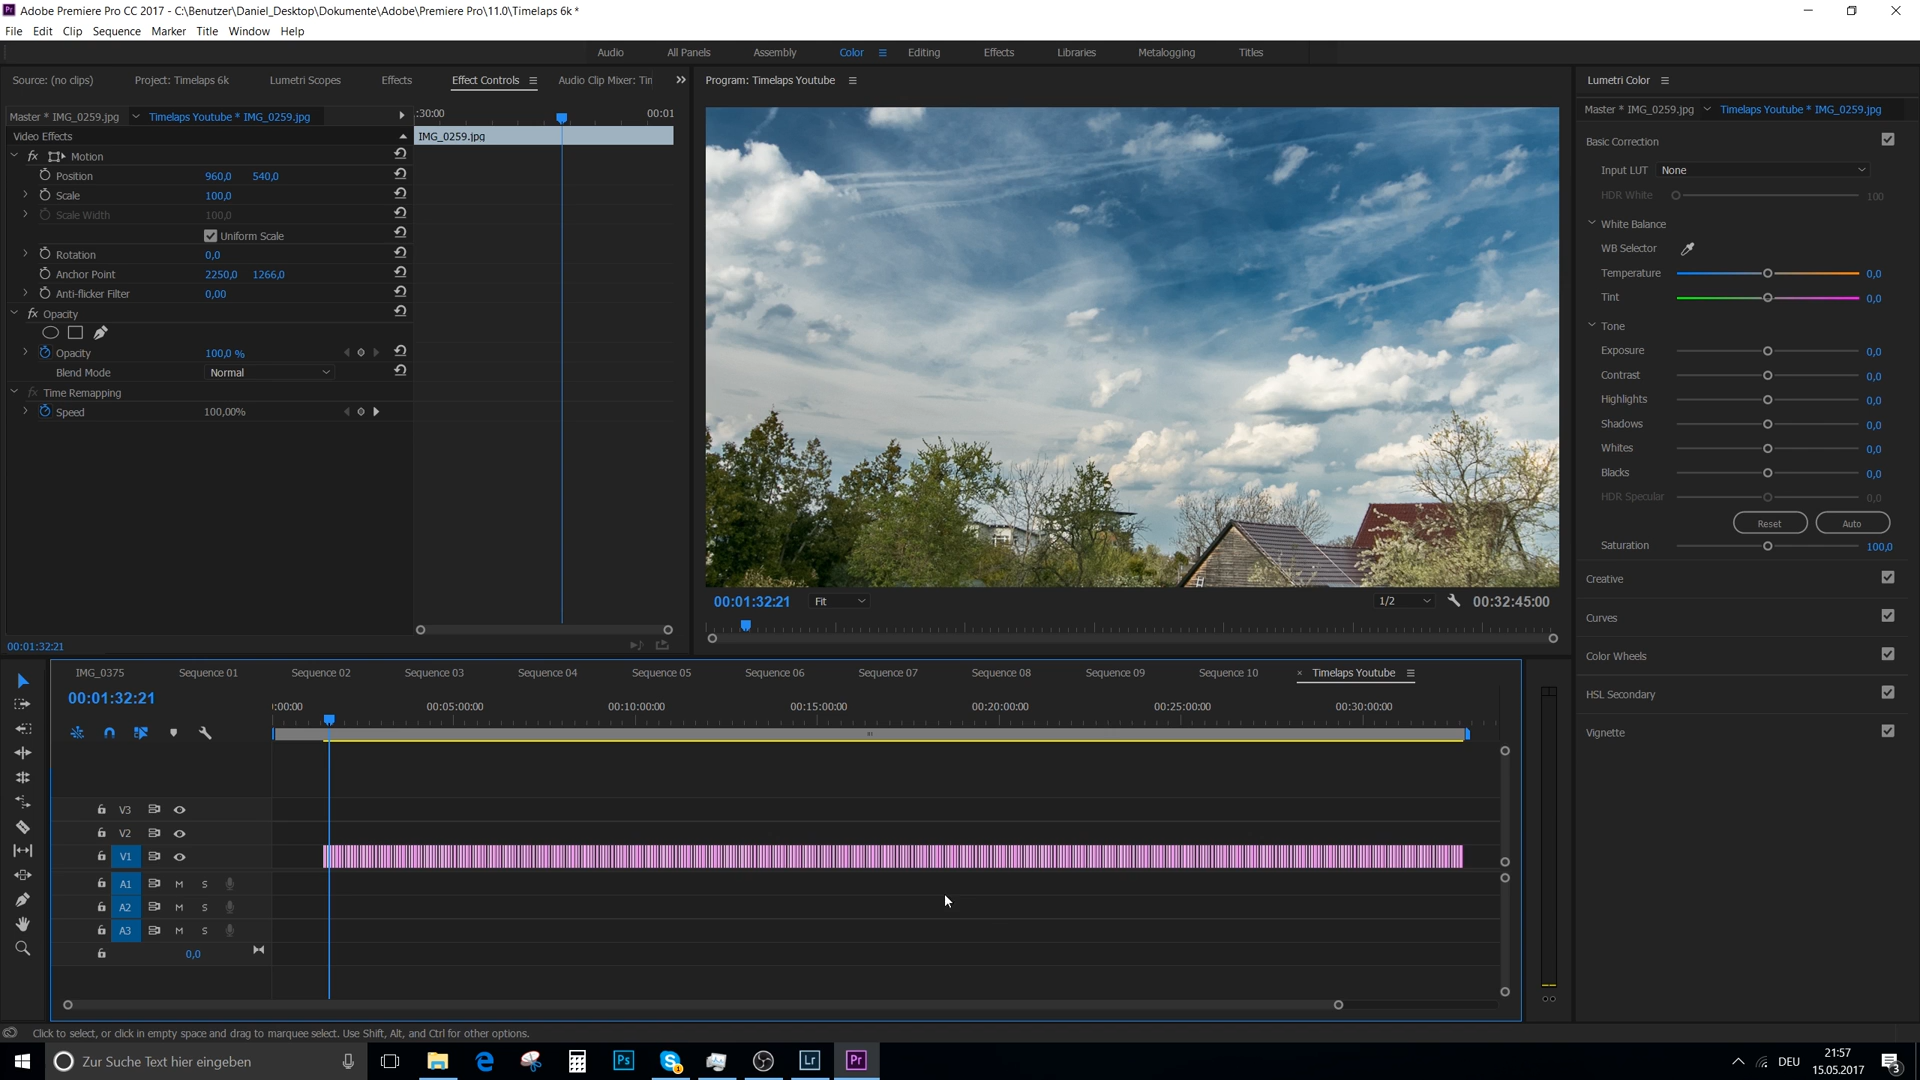 Adobe Premiere Pro CC 2017 - C:\Benutzer\Daniel_Desktop\Dokumente\Adobe\Premiere Pro\11.0\Timelaps 6k *
File Edit Clip Sequence Marker Title Window Help
Audio All Panels Assembly Color Editing Effects Libraries Metalogging Titles
Source: (no clips) Project: Timelaps 6k Lumetri Scopes Effects Effect Controls Audio Clip Mixer: Tin
Program: Timelaps Youtube
Lumetri Color
Master * IMG_0259.jpg Timelaps Youtube * IMG_0259.jpg
:30:00 00:01
Video Effects
IMG_0259.jpg
fx Motion
Position 960,0 540,0
Scale 100,0
Scale Width 100,0
Uniform Scale
Rotation 0,0
Anchor Point 2250,0 1266,0
Anti-flicker Filter 0,00
fx Opacity
Opacity 100,0 %
Blend Mode Normal
fx Time Remapping
Speed 100,00%
00:01:32:21
00:01:32:21 Fit 1/2 00:32:45:00
Master * IMG_0259.jpg Timelaps Youtube * IMG_0259.jpg
Basic Correction
Input LUT None
HDR White 100
White Balance
WB Selector
Temperature 0,0
Tint 0,0
Tone
Exposure 0,0
Contrast 0,0
Highlights 0,0
Shadows 0,0
Whites 0,0
Blacks 0,0
HDR Specular 0,0
Reset Auto
Saturation 100,0
Creative
Curves
Color Wheels
HSL Secondary
Vignette
IMG_0375 Sequence 01 Sequence 02 Sequence 03 Sequence 04 Sequence 05 Sequence 06 Sequence 07 Sequence 08 Sequence 09 Sequence 10 × Timelaps Youtube
00:01:32:21
:00:00 00:05:00:00 00:10:00:00 00:15:00:00 00:20:00:00 00:25:00:00 00:30:00:00
V3
V2
V1
A1 M S
A2 M S
A3 M S
0,0
Click to select, or click in empty space and drag to marquee select. Use Shift, Alt, and Ctrl for other options.
Zur Suche Text hier eingeben
Ps
Lr
Pr
DEU
21:57
15.05.2017
3